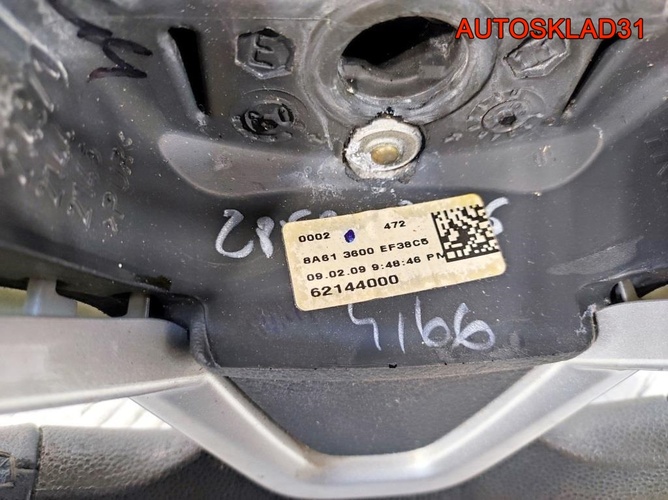 AUTOSKLAD31
0002 472
8A61 3600 EF38C5
09.02.09 9:48:46 PM
62144000
4166